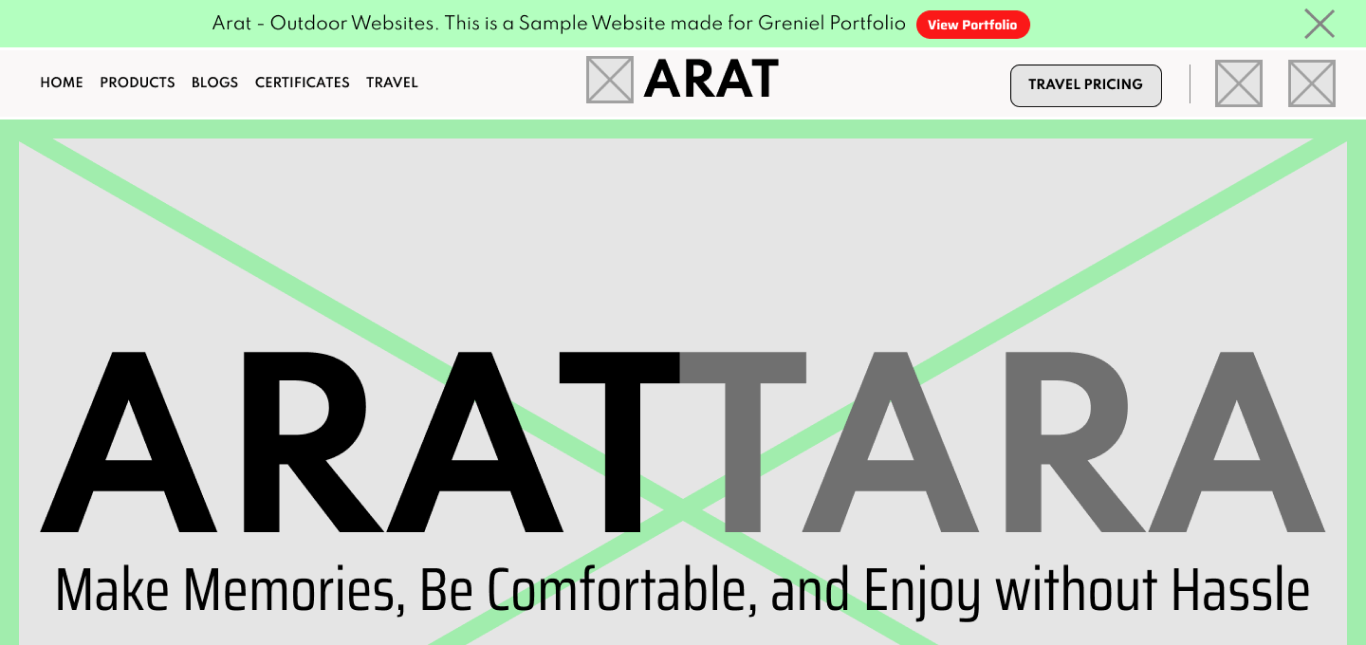 Arat - Outdoor Websites. This is a Sample Website made for Greniel Portfolio View Portfolio
HOME PRODUCTS BLOGS CERTIFICATES TRAVEL ARAT TRAVEL PRICING
ARATTARA
Make Memories, Be Comfortable, and Enjoy without Hassle